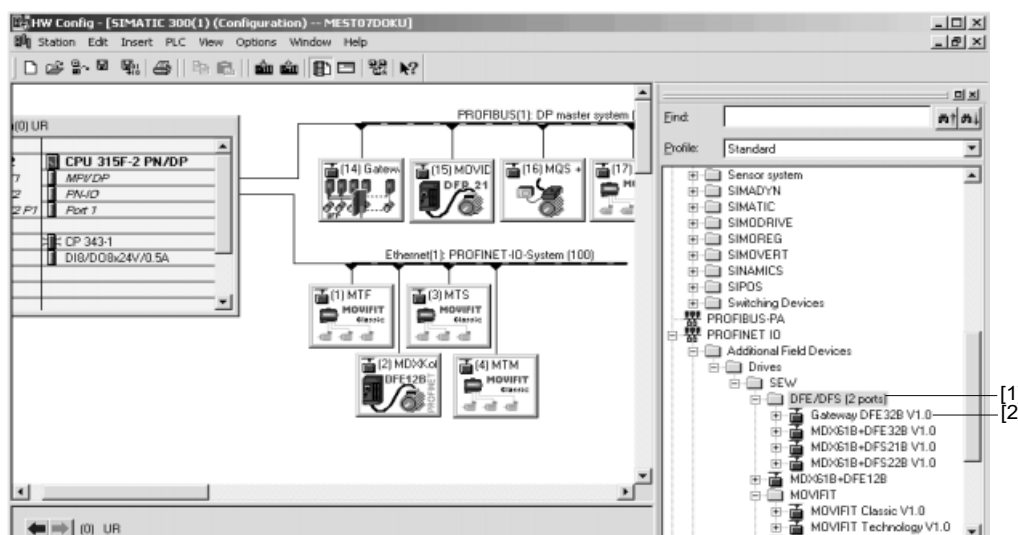 HW Config - [SIMATIC 300(1) (Configuration) -- MEST07DOKU]
Station Edit Insert PLC View Options Window Help
(0) UR
2 CPU 315F-2 PN/DP
MPI/DP
PN-IO
P1 Port 1
CP 343-1
DI8/DO8x24V/0.5A
PROFIBUS(1): DP master system (
(14) Gatew
(15) MOVID
DFP 21
(16) MQS +
(17)
Ethernet(1): PROFINET-IO-System (100)
(1) MTF
MOVIFIT
Classic
(3) MTS
MOVIFIT
Classic
(2) MDXKo
DFE12B
PROFINET
(4) MTM
MOVIFIT
Classic
(0) UR
Find:
Profile: Standard
Sensor system
SIMADYN
SIMATIC
SIMODRIVE
SIMOREG
SIMOVERT
SINAMICS
SIPOS
Switching Devices
PROFIBUS-PA
PROFINET IO
Additional Field Devices
Drives
SEW
DFE/DFS (2 ports) [1
Gateway DFE32B V1.0 [2
MDX61B+DFE32B V1.0
MDX61B+DFS21B V1.0
MDX61B+DFS22B V1.0
MDX61B+DFE12B
MOVIFIT
MOVIFIT Classic V1.0
MOVIFIT Technology V1.0